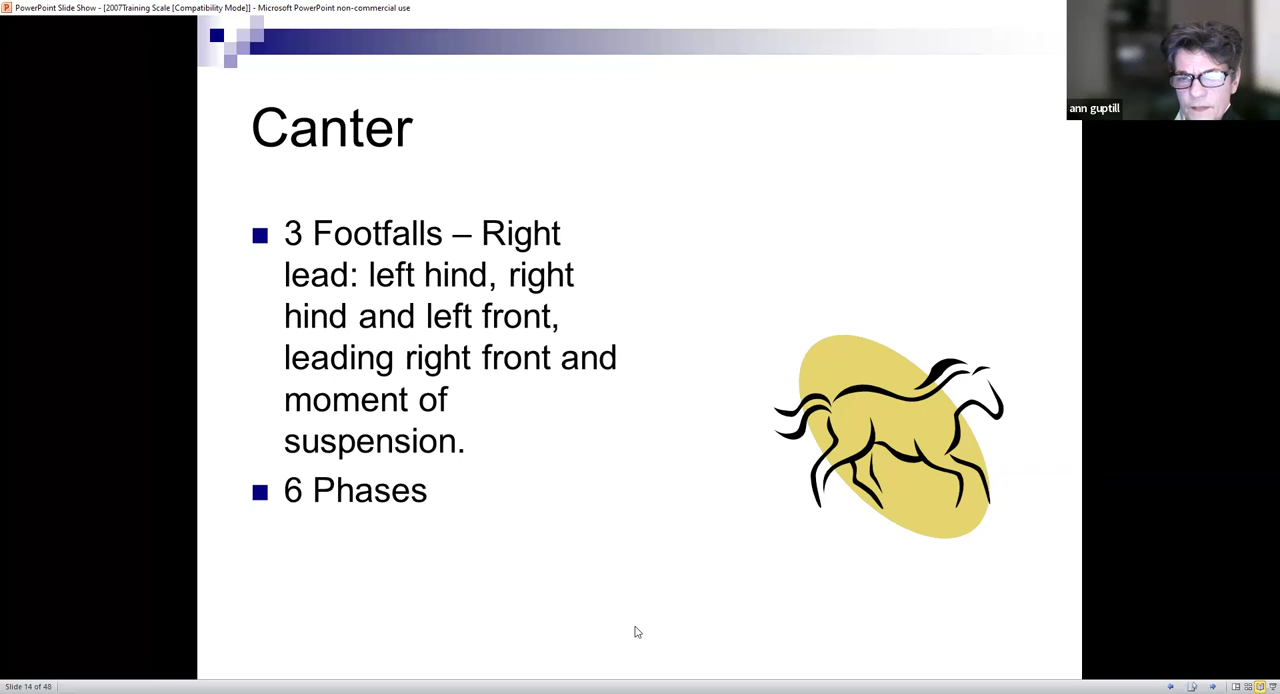 PowerPoint Slide Show - [2007Training Scale [Compatibility Mode]] - Microsoft PowerPoint non-commercial use
ann guptill
Canter
3 Footfalls – Right
lead: left hind, right
hind and left front,
leading right front and
moment of
suspension.
6 Phases
Slide 14 of 48